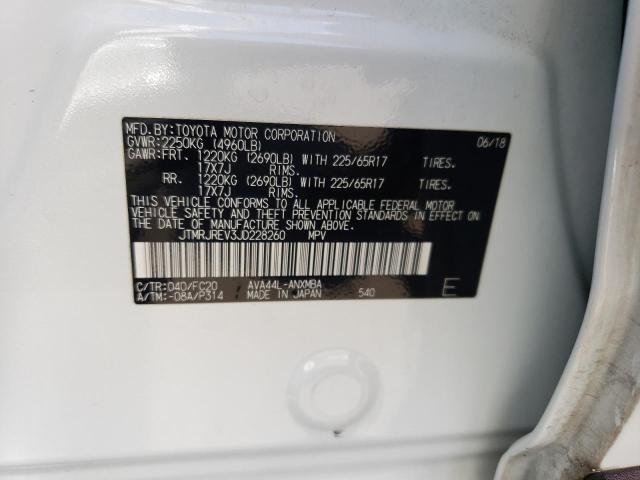 MFD.BY:TOYOTA MOTOR CORPORATION 06/18
GVWR:2250KG (4960LB)
GAWR:FRT. 1220KG (2690LB) WITH 225/65R17 TIRES.
17X7J RIMS.
RR. 1220KG (2690LB) WITH 225/65R17 TIRES.
17X7J RIMS.
THIS VEHICLE CONFORMS TO ALL APPLICABLE FEDERAL MOTOR
VEHICLE SAFETY AND THEFT PREVENTION STANDARDS IN EFFECT ON
THE DATE OF MANUFACTURE SHOWN ABOVE.
JTMRJREV3JD228260 MPV
C/TR:040/FC20 AVA44L-ANXMBA
A/TM:-08A/P314 MADE IN JAPAN 540 E